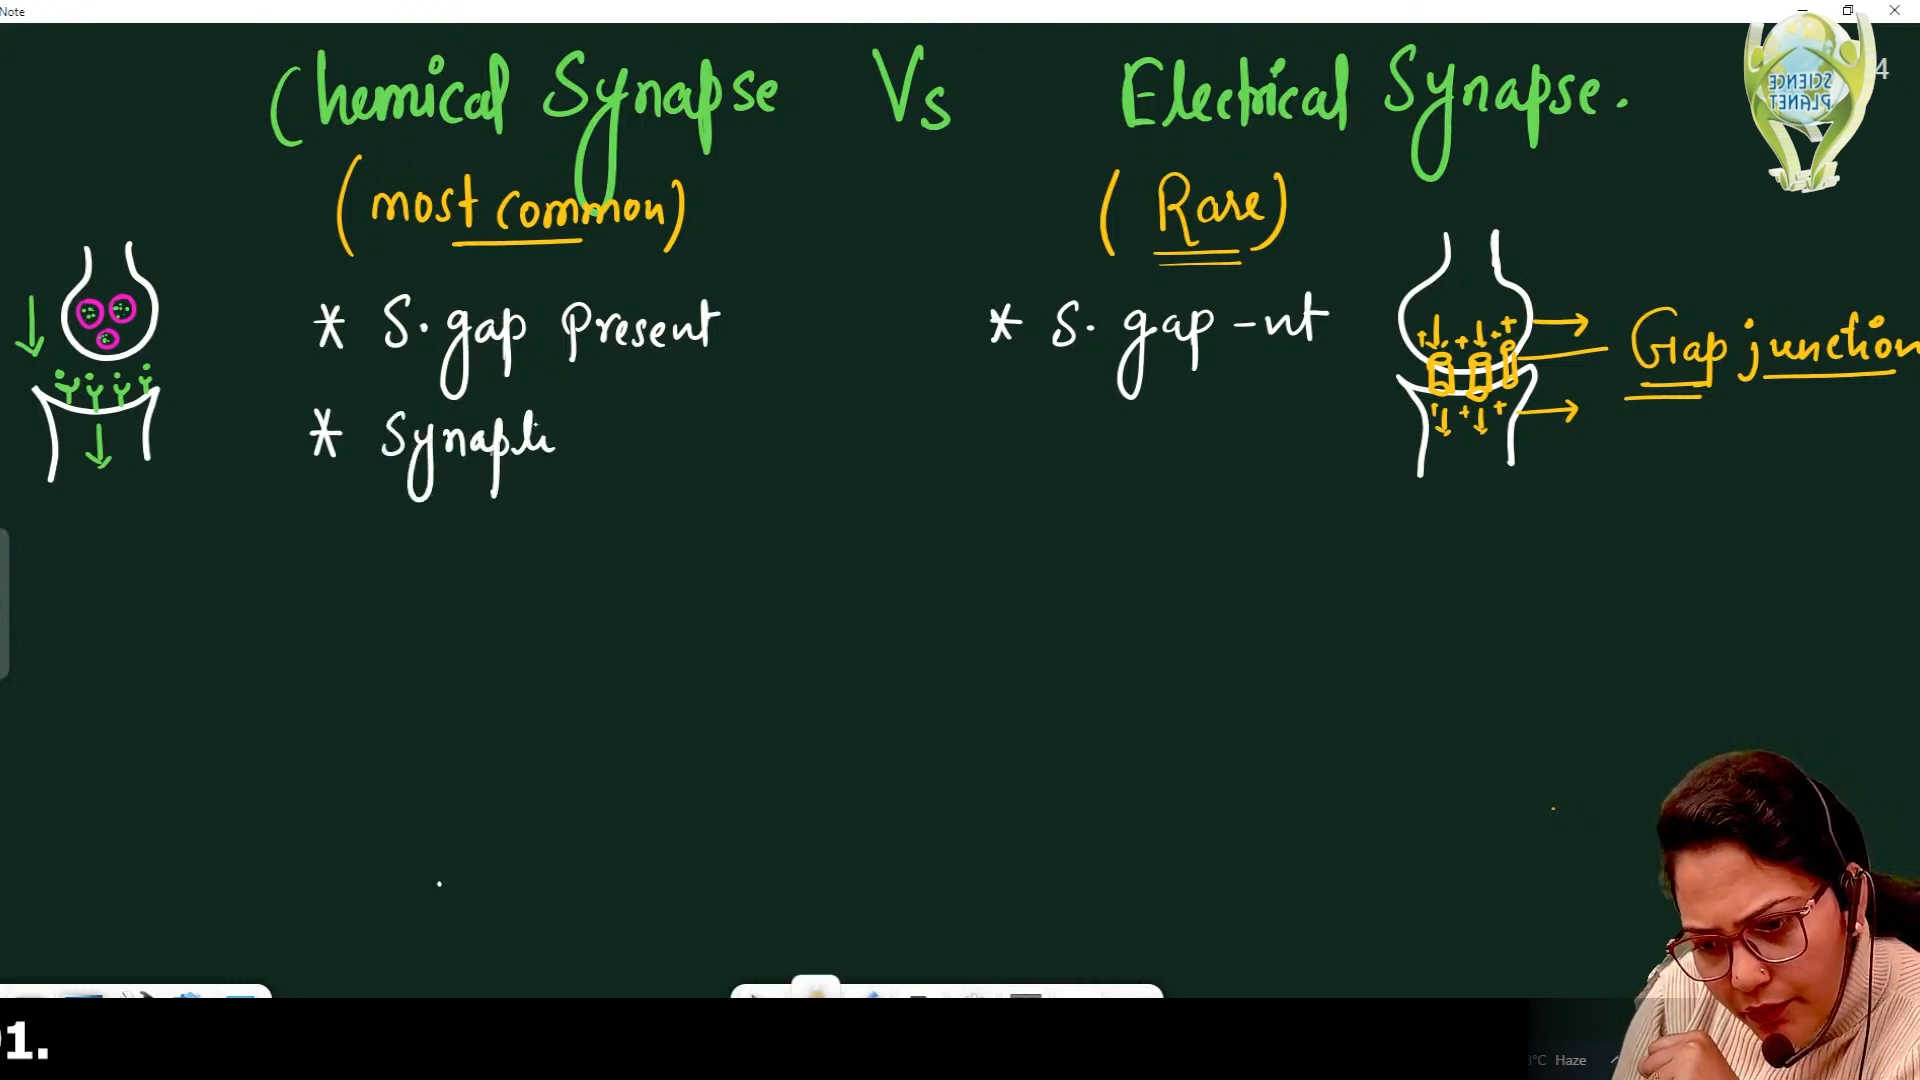 Note
Chemical Synapse Vs Electrical Synapse.
SCIENCE
PLANET
4
(most common) (Rare)
* S. gap Present * S. gap -nt
Gap junction
* Synapti
1.
3°C Haze